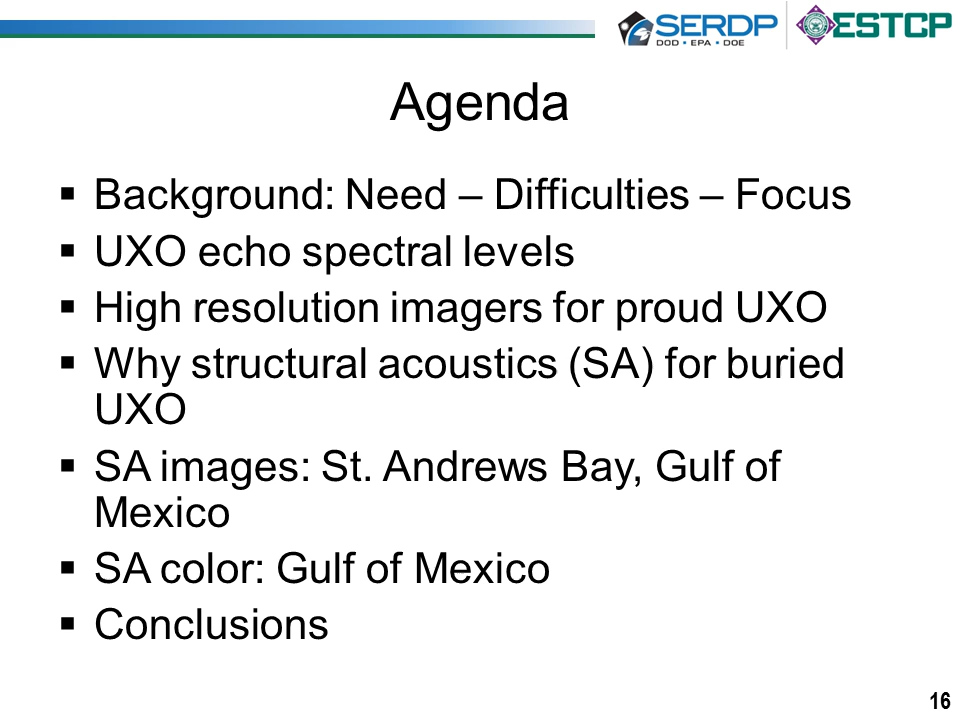 SERDP
DOD • EPA • DOE
ESTCP
Agenda
▪ Background: Need – Difficulties – Focus
▪ UXO echo spectral levels
▪ High resolution imagers for proud UXO
▪ Why structural acoustics (SA) for buried
UXO
▪ SA images: St. Andrews Bay, Gulf of
Mexico
▪ SA color: Gulf of Mexico
▪ Conclusions
16